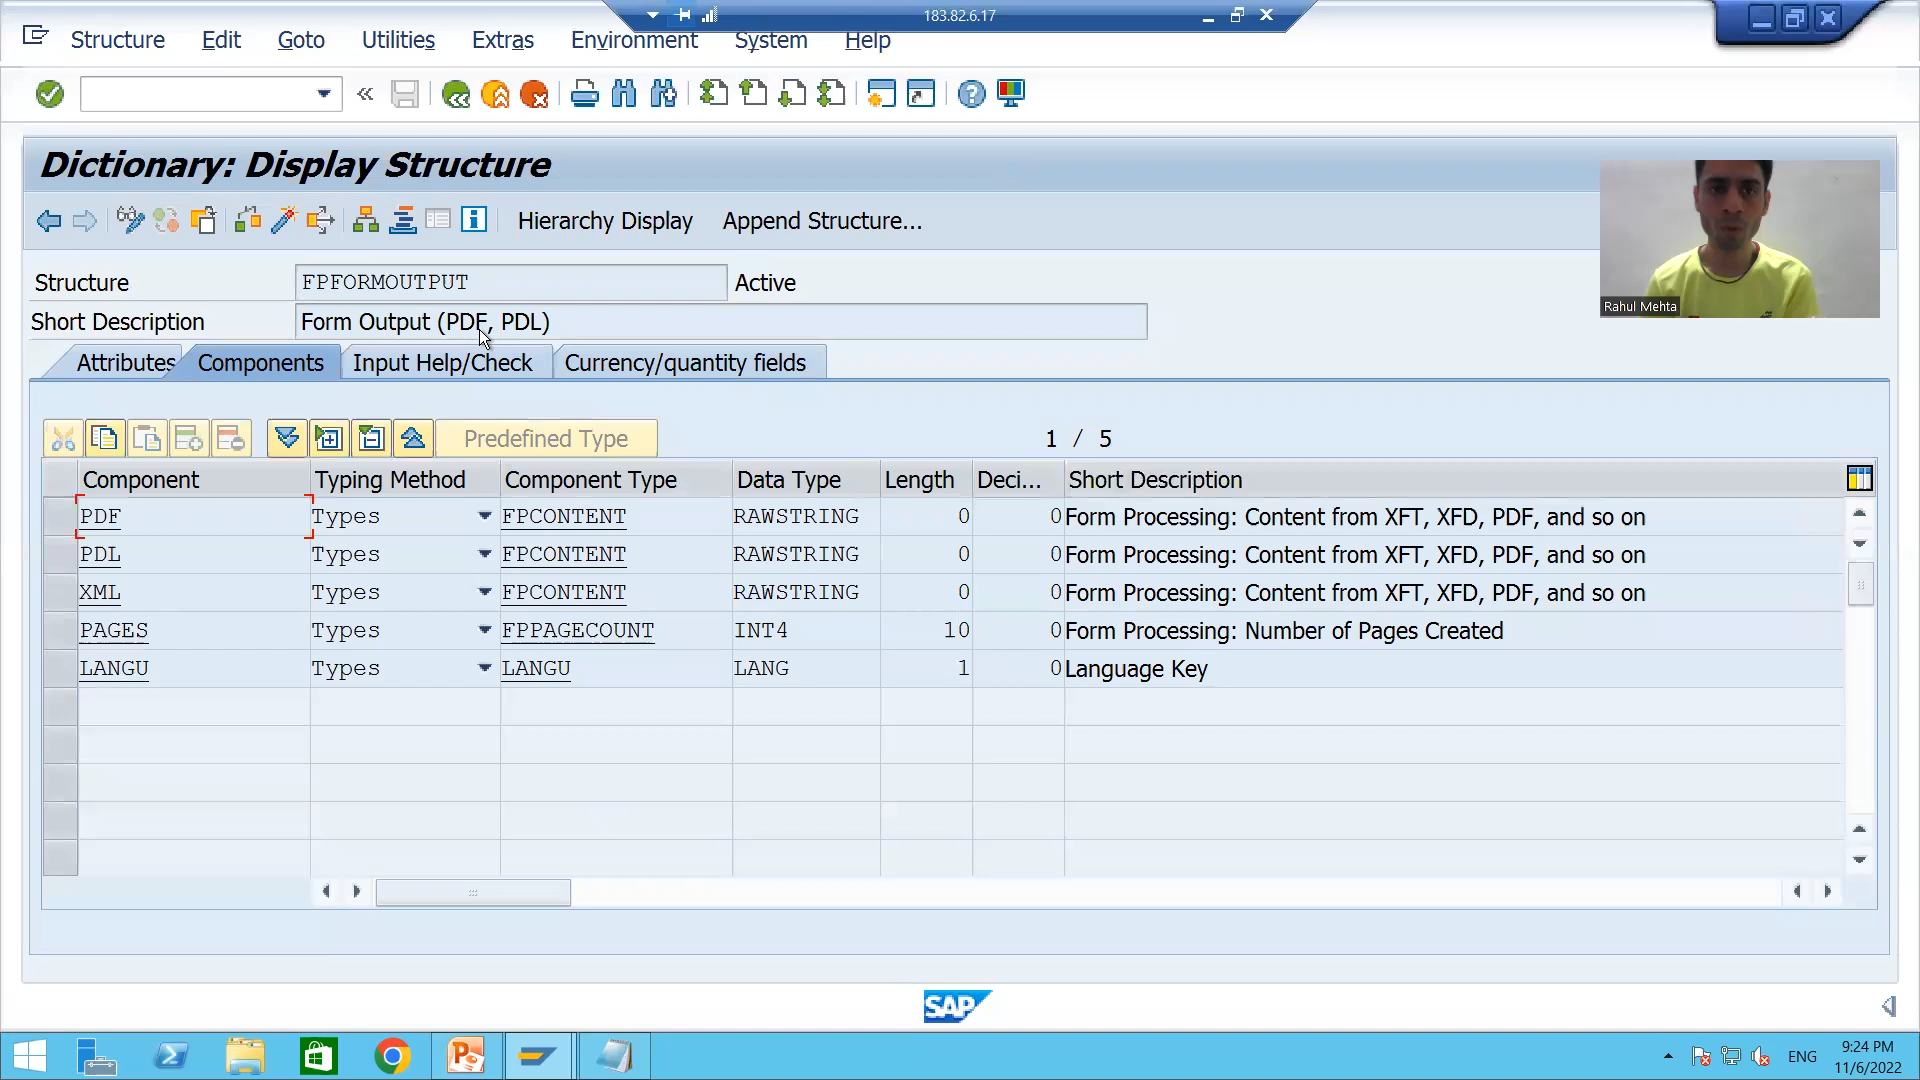 183.82.6.17
Structure Edit Goto Utilities Extras Environment System Help
Dictionary: Display Structure
Hierarchy Display Append Structure...
Structure FPFORMOUTPUT Active
Short Description Form Output (PDF, PDL)
Rahul Mehta
Attributes Components Input Help/Check Currency/quantity fields
Predefined Type 1 / 5
Component Typing Method Component Type Data Type Length Deci... Short Description
PDF Types FPCONTENT RAWSTRING 0 0 Form Processing: Content from XFT, XFD, PDF, and so on
PDL Types FPCONTENT RAWSTRING 0 0 Form Processing: Content from XFT, XFD, PDF, and so on
XML Types FPCONTENT RAWSTRING 0 0 Form Processing: Content from XFT, XFD, PDF, and so on
PAGES Types FPPAGECOUNT INT4 10 0 Form Processing: Number of Pages Created
LANGU Types LANGU LANG 1 0 Language Key
SAP
ENG 9:24 PM
11/6/2022